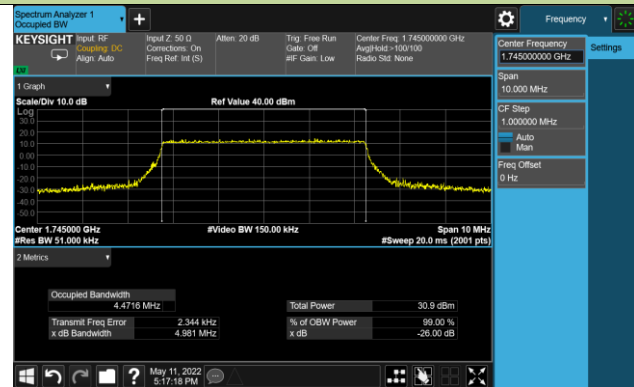 Spectrum Analyzer 1
Occupied BW
Frequency
KEYSIGHT
Input: RF
Coupling: DC
Align: Auto
Input Z: 50 Ω
Corrections: On
Freq Ref: Int (S)
Atten: 20 dB
Trig: Free Run
Gate: Off
#IF Gain: Low
Center Freq: 1.745000000 GHz
Avg|Hold:>100/100
Radio Std: None
LXI
Center Frequency
1.745000000 GHz
Settings
Span
10.000 MHz
CF Step
1.000000 MHz
Auto
Man
Freq Offset
0 Hz
1 Graph
Scale/Div 10.0 dB
Ref Value 40.00 dBm
Log
30.0
20.0
10.0
0.00
-10.0
-20.0
-30.0
-40.0
-50.0
Center 1.745000 GHz
#Video BW 150.00 kHz
Span 10 MHz
#Res BW 51.000 kHz
#Sweep 20.0 ms (2001 pts)
2 Metrics
Occupied Bandwidth
4.4716 MHz
Total Power
30.9 dBm
Transmit Freq Error
2.344 kHz
% of OBW Power
99.00 %
x dB Bandwidth
4.981 MHz
x dB
-26.00 dB
?
May 11, 2022
5:17:18 PM